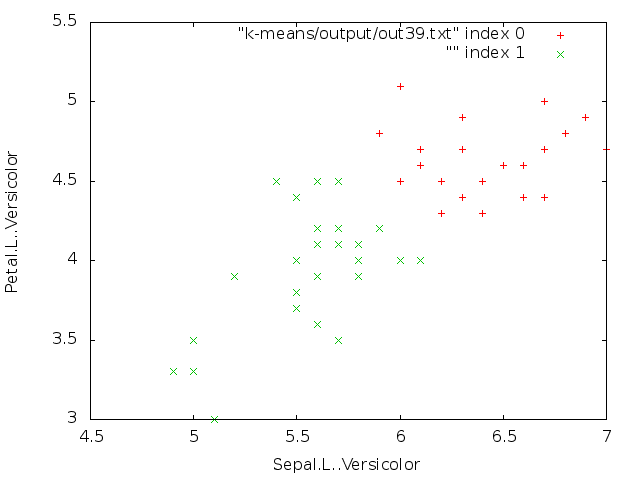 "k-means/output/out39.txt" index 0
"" index 1
5.5
5
4.5
4
3.5
3
Petal.L..Versicolor
4.5 5 5.5 6 6.5 7
Sepal.L..Versicolor